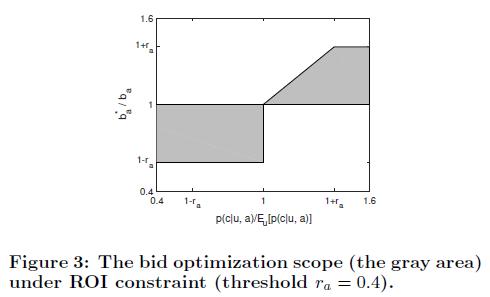 1.6
1+r_a
b*_a / b_a
1
1-r_a
0.4
0.4 1-r_a 1 1+r_a 1.6
p(c|u, a)/E_u[p(c|u, a)]
Figure 3: The bid optimization scope (the gray area)
under ROI constraint (threshold r_a = 0.4).